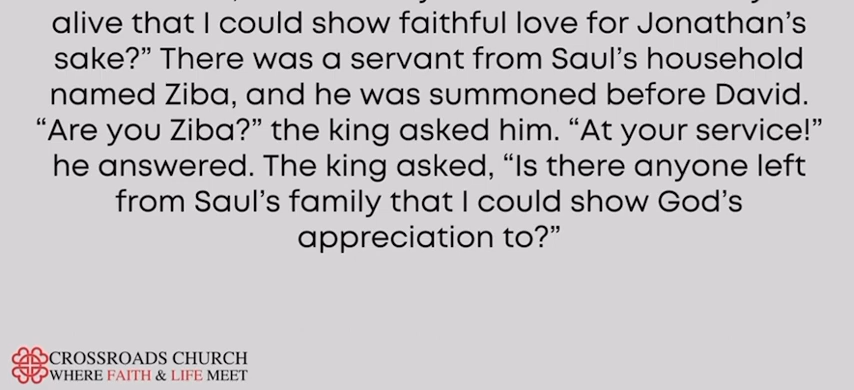 alive that I could show faithful love for Jonathan’s
sake?” There was a servant from Saul’s household
named Ziba, and he was summoned before David.
“Are you Ziba?” the king asked him. “At your service!”
he answered. The king asked, “Is there anyone left
from Saul’s family that I could show God’s
appreciation to?”
CROSSROADS CHURCH
WHERE FAITH & LIFE MEET